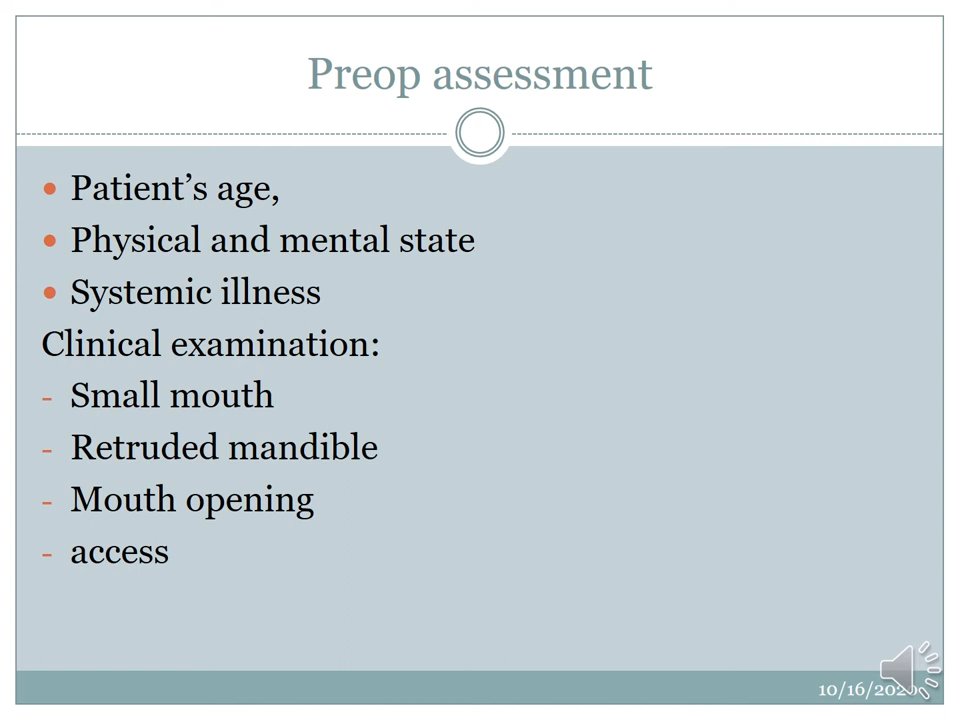 Preop assessment
• Patient's age,
• Physical and mental state
• Systemic illness
Clinical examination:
- Small mouth
- Retruded mandible
- Mouth opening
- access
10/16/2020